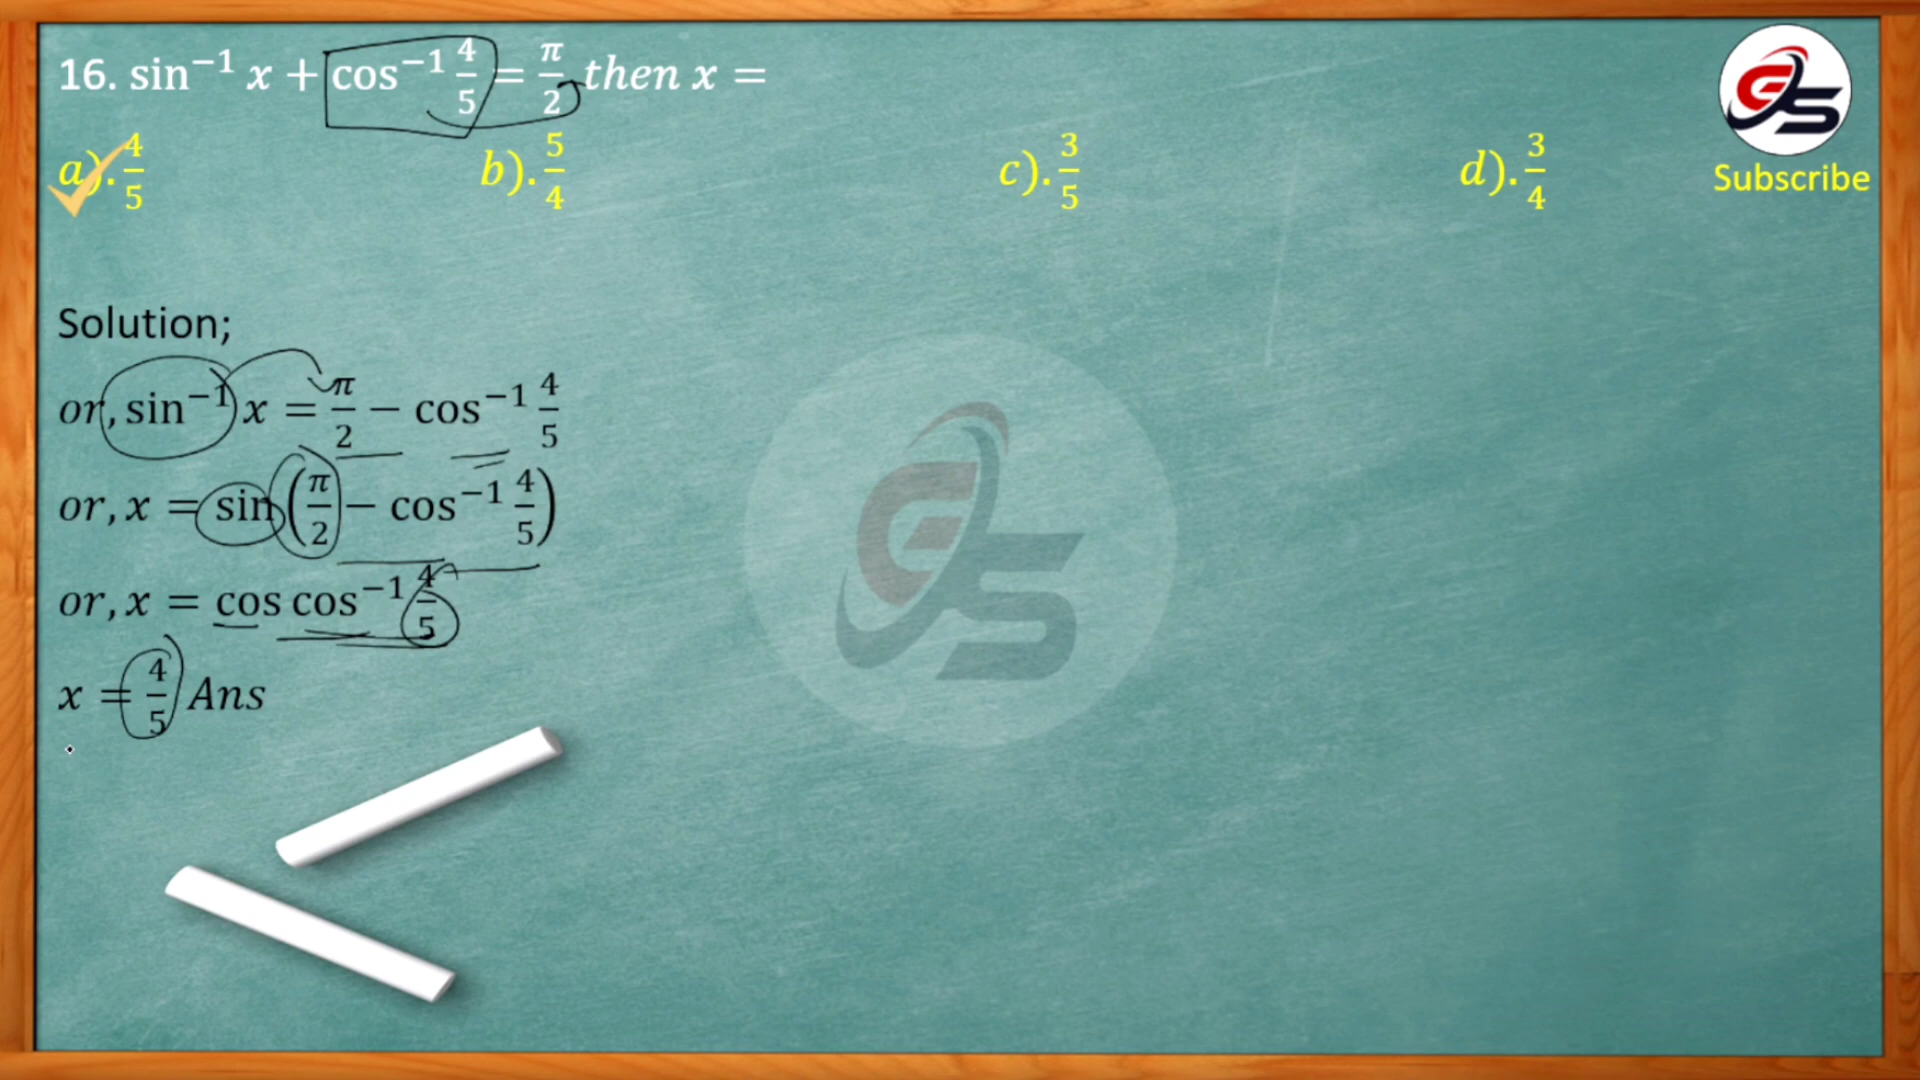 16. sin⁻¹ x + cos⁻¹ 4/5 = π/2 then x =
a). 4/5 b). 5/4 c). 3/5 d). 3/4
GS
Subscribe
Solution;
or, sin⁻¹ x = π/2 − cos⁻¹ 4/5
or, x = sin (π/2 − cos⁻¹ 4/5)
or, x = cos cos⁻¹ 4/5
x = 4/5 Ans
GS